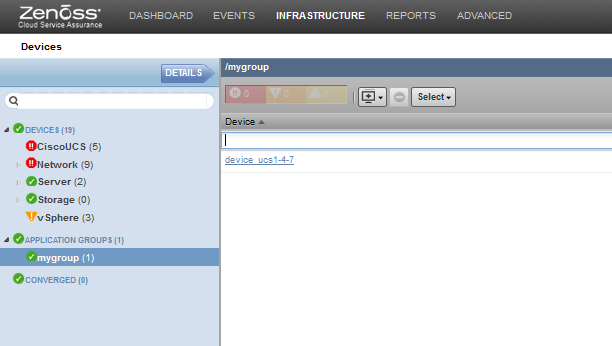 Zenoss
Cloud Service Assurance
DASHBOARD EVENTS INFRASTRUCTURE REPORTS ADVANCED
Devices
DETAILS
/mygroup
0 0 0
Select
Device
device_ucs1-4-7
DEVICES (19)
CiscoUCS (5)
Network (9)
Server (2)
Storage (0)
vSphere (3)
APPLICATION GROUPS (1)
mygroup (1)
CONVERGED (0)